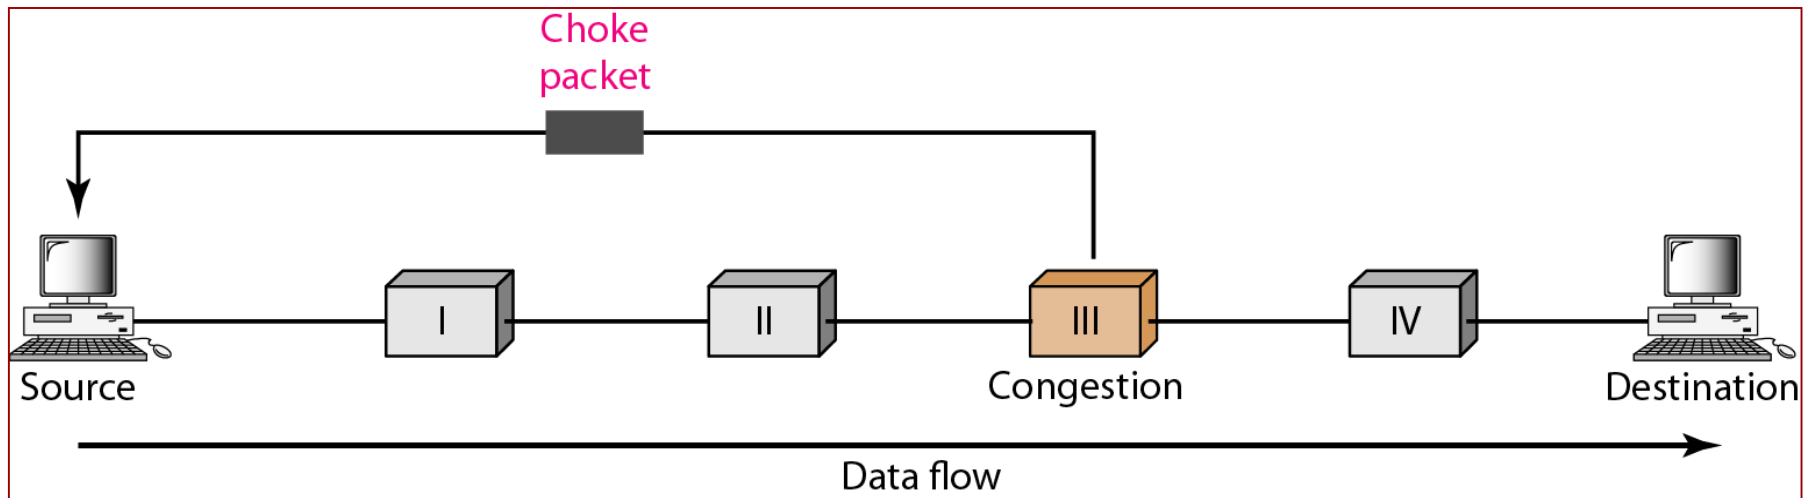 Choke
packet
I
II
III
IV
Source
Congestion
Destination
Data flow